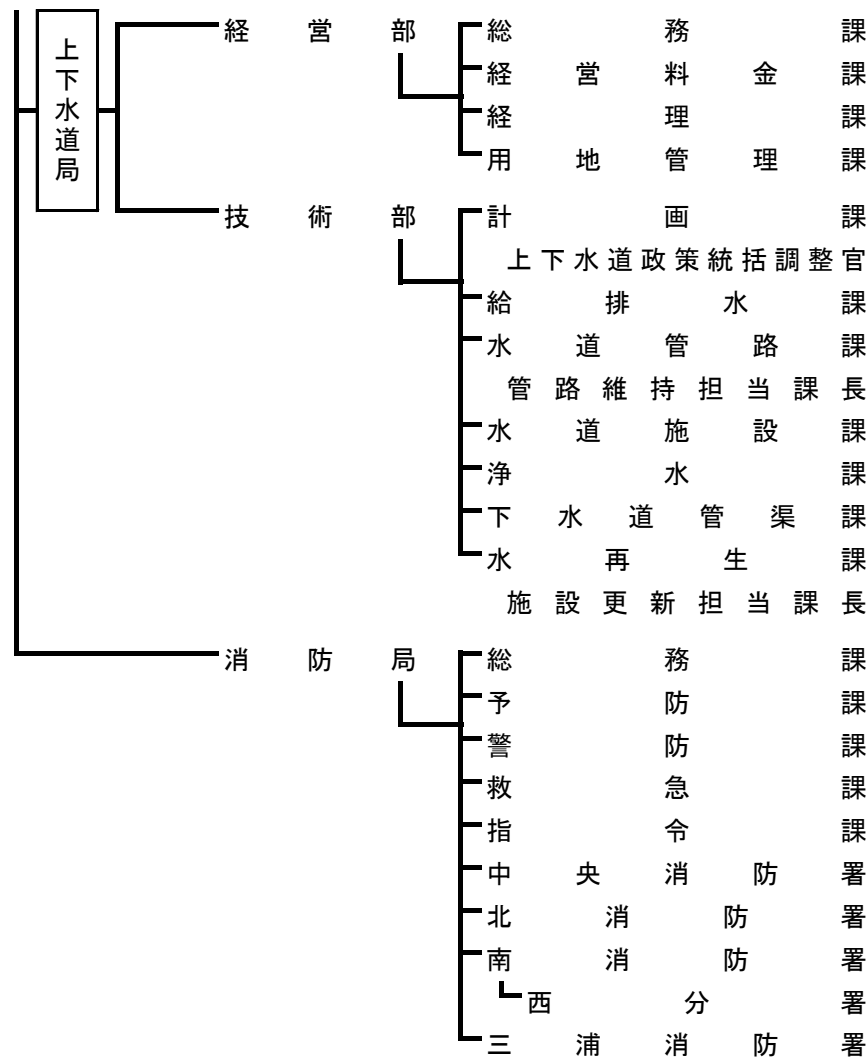 上下水道局
経営部
総務課
経営料金課
経理課
用地管理課
技術部
計画課
上下水道政策統括調整官
給排水課
水道管路課
管路維持担当課長
水道施設課
浄水課
下水道管渠課
水再生課
施設更新担当課長
消防局
総務課
予防課
警防課
救急課
指令課
中央消防署
北消防署
南消防署
西分署
三浦消防署